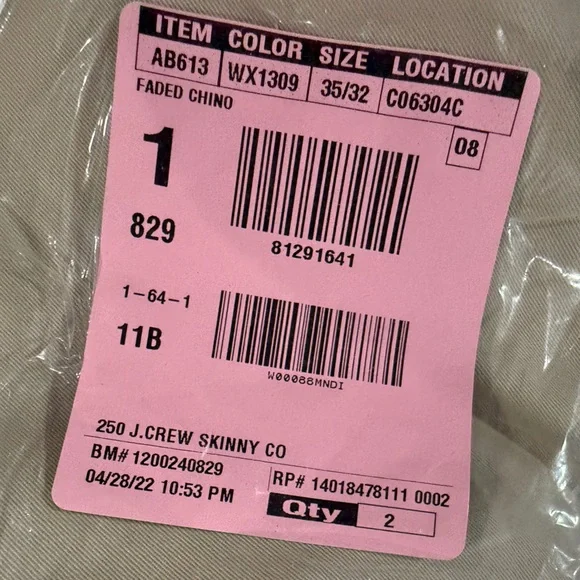 ITEM COLOR SIZE LOCATION
AB613 WX1309 35/32 C06304C
FADED CHINO
08
1
829
81291641
1-64-1
11B
W00088MNDI
250 J.CREW SKINNY CO
BM# 1200240829
RP# 14018478111 0002
04/28/22 10:53 PM
Qty 2